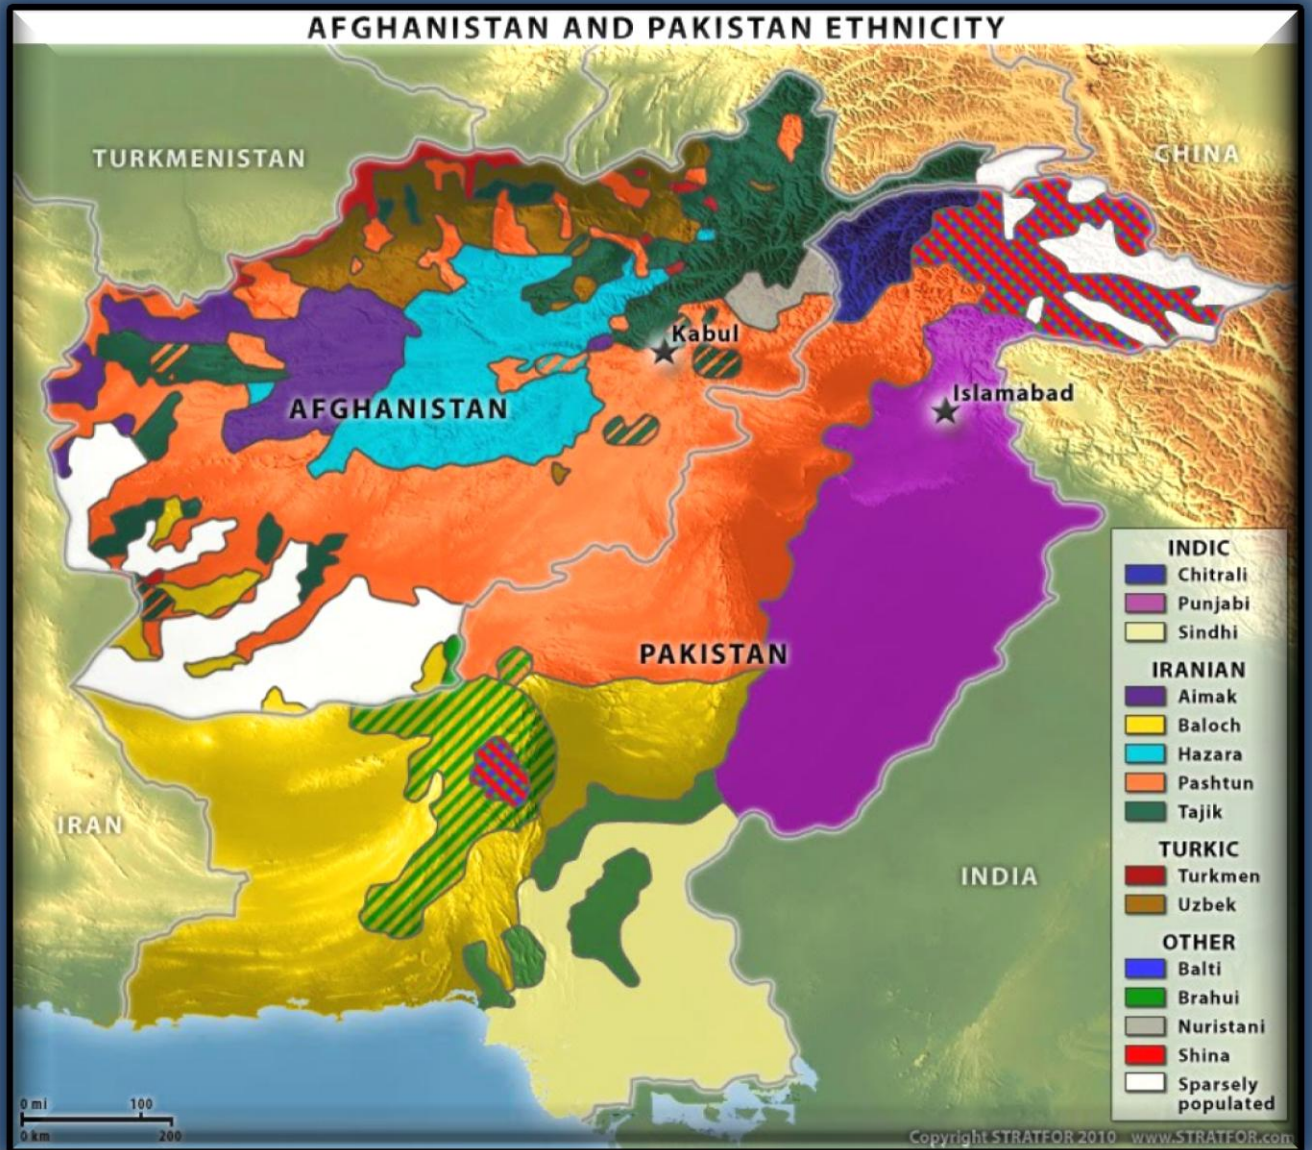 AFGHANISTAN AND PAKISTAN ETHNICITY
TURKMENISTAN
CHINA
Kabul
Islamabad
AFGHANISTAN
PAKISTAN
IRAN
INDIA
INDIC
Chitrali
Punjabi
Sindhi
IRANIAN
Aimak
Baloch
Hazara
Pashtun
Tajik
TURKIC
Turkmen
Uzbek
OTHER
Balti
Brahui
Nuristani
Shina
Sparsely
populated
0 mi 100
0 km 200
Copyright STRATFOR 2010 www.STRATFOR.com